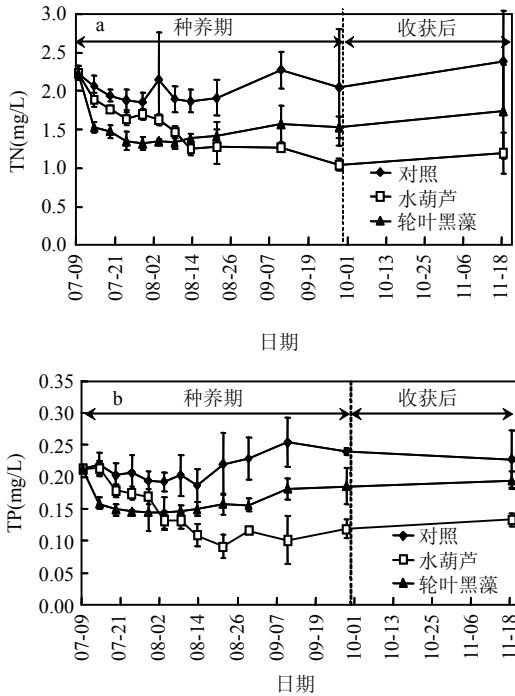 a
种养期
收获后
TN(mg/L)
3.0
2.5
2.0
1.5
1.0
0.5
0.0
对照
水葫芦
轮叶黑藻
07-09
07-21
08-02
08-14
08-26
09-07
09-19
10-01
10-13
10-25
11-06
11-18
日期
b
种养期
收获后
TP(mg/L)
0.35
0.30
0.25
0.20
0.15
0.10
0.05
0.00
对照
水葫芦
轮叶黑藻
07-09
07-21
08-02
08-14
08-26
09-07
09-19
10-01
10-13
10-25
11-06
11-18
日期